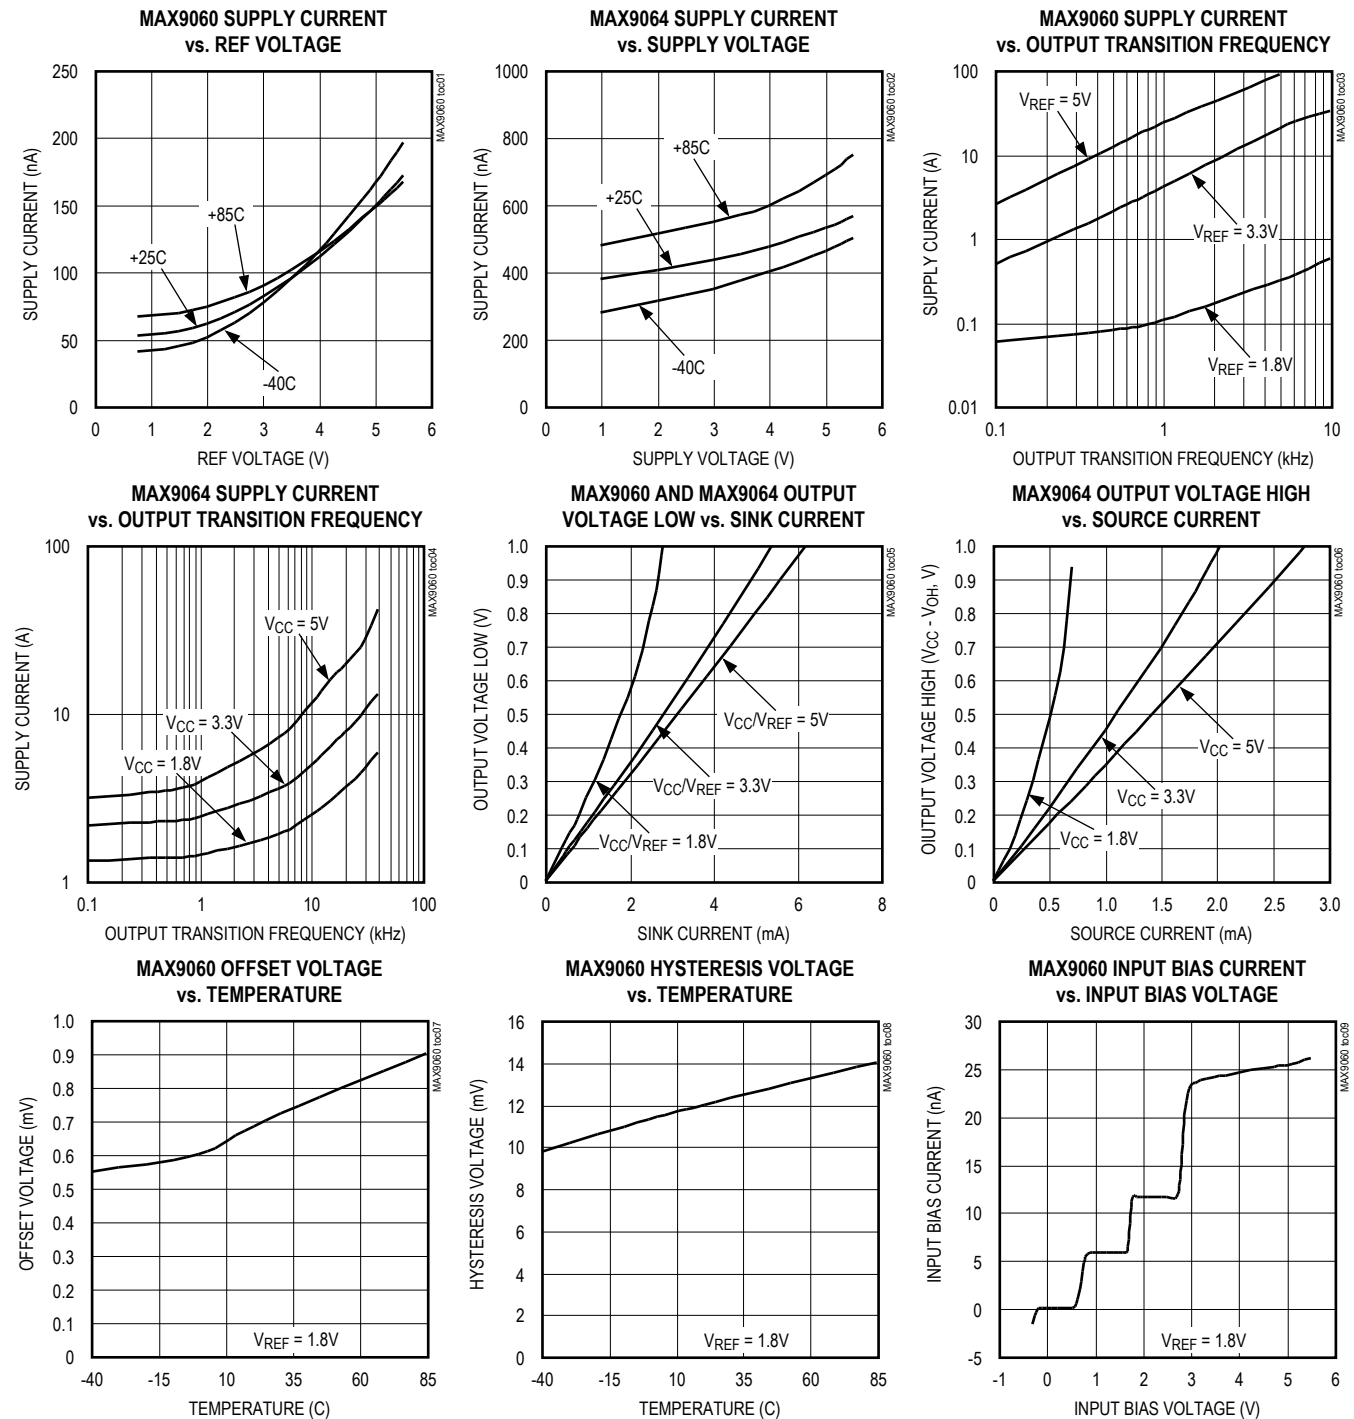 MAX9060 SUPPLY CURRENT
vs. REF VOLTAGE
250
200
150
100
50
0
SUPPLY CURRENT (nA)
MAX9060 toc01
+85C
+25C
-40C
0 1 2 3 4 5 6
REF VOLTAGE (V)
MAX9064 SUPPLY CURRENT
vs. SUPPLY VOLTAGE
1000
800
600
400
200
0
SUPPLY CURRENT (nA)
MAX9060 toc02
+85C
+25C
-40C
0 1 2 3 4 5 6
SUPPLY VOLTAGE (V)
MAX9060 SUPPLY CURRENT
vs. OUTPUT TRANSITION FREQUENCY
100
10
1
0.1
0.01
SUPPLY CURRENT (A)
MAX9060 toc03
VREF = 5V
VREF = 3.3V
VREF = 1.8V
0.1 1 10
OUTPUT TRANSITION FREQUENCY (kHz)
MAX9064 SUPPLY CURRENT
vs. OUTPUT TRANSITION FREQUENCY
100
10
1
SUPPLY CURRENT (A)
MAX9060 toc04
VCC = 5V
VCC = 3.3V
VCC = 1.8V
0.1 1 10 100
OUTPUT TRANSITION FREQUENCY (kHz)
MAX9060 AND MAX9064 OUTPUT
VOLTAGE LOW vs. SINK CURRENT
1.0
0.9
0.8
0.7
0.6
0.5
0.4
0.3
0.2
0.1
0
OUTPUT VOLTAGE LOW (V)
MAX9060 toc05
VCC/VREF = 5V
VCC/VREF = 3.3V
VCC/VREF = 1.8V
0 2 4 6 8
SINK CURRENT (mA)
MAX9064 OUTPUT VOLTAGE HIGH
vs. SOURCE CURRENT
1.0
0.9
0.8
0.7
0.6
0.5
0.4
0.3
0.2
0.1
0
OIUTPUT VOLTAGE HIGH (VCC - VOH, V)
MAX9060 toc06
VCC = 5V
VCC = 3.3V
VCC = 1.8V
0 0.5 1.0 1.5 2.0 2.5 3.0
SOURCE CURRENT (mA)
MAX9060 OFFSET VOLTAGE
vs. TEMPERATURE
1.0
0.9
0.8
0.7
0.6
0.5
0.4
0.3
0.2
0.1
0
OFFSET VOLTAGE (mV)
MAX9060 toc07
VREF = 1.8V
-40 -15 10 35 60 85
TEMPERATURE (C)
MAX9060 HYSTERESIS VOLTAGE
vs. TEMPERATURE
16
14
12
10
8
6
4
2
0
HYSTERESIS VOLTAGE (mV)
MAX9060 toc08
VREF = 1.8V
-40 -15 10 35 60 85
TEMPERATURE (C)
MAX9060 INPUT BIAS CURRENT
vs. INPUT BIAS VOLTAGE
30
25
20
15
10
5
0
-5
INPUT BIAS CURRENT (nA)
MAX9060 toc09
VREF = 1.8V
-1 0 1 2 3 4 5 6
INPUT BIAS VOLTAGE (V)